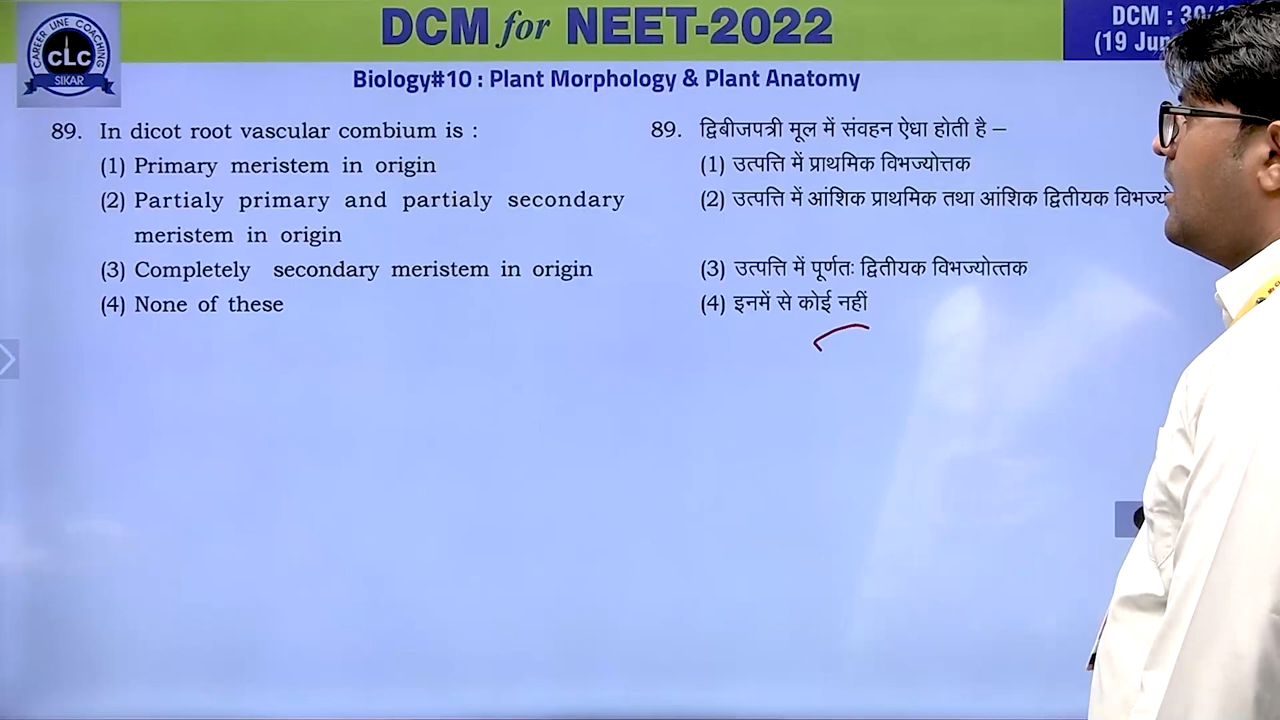 DCM for NEET-2022
DCM :
(19
CAREER LINE COACHING
CLC
SIKAR
Biology#10 : Plant Morphology & Plant Anatomy
89. In dicot root vascular combium is :
(1) Primary meristem in origin
(2) Partialy primary and partialy secondary
meristem in origin
(3) Completely secondary meristem in origin
(4) None of these
89. द्विबीजपत्री मूल में संवहन ऐधा होती है –
(1) उत्पत्ति में प्राथमिक विभज्योत्तक
(2) उत्पत्ति में आंशिक प्राथमिक तथा आंशिक द्वितीयक
(3) उत्पत्ति में पूर्णतः द्वितीयक विभज्योत्तक
(4) इनमें से कोई नहीं